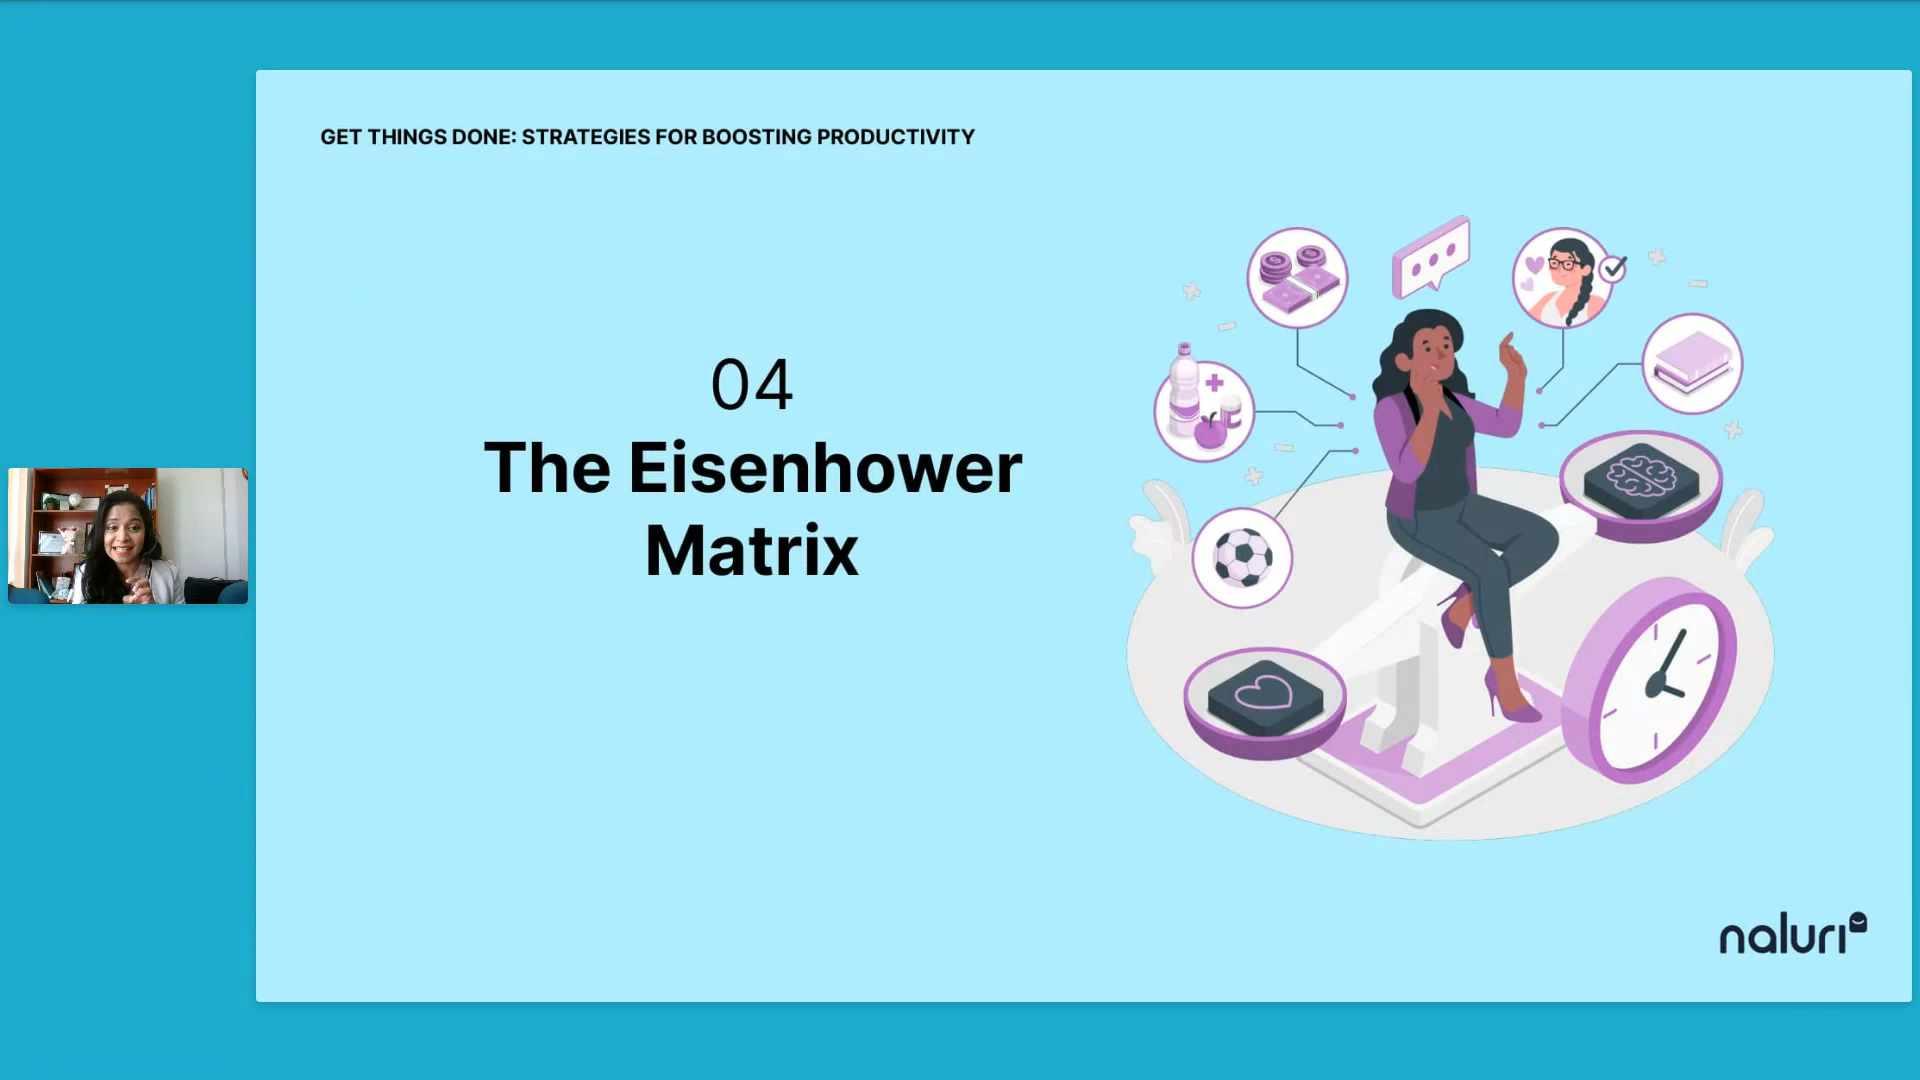 GET THINGS DONE: STRATEGIES FOR BOOSTING PRODUCTIVITY
04
The Eisenhower
Matrix
naluri